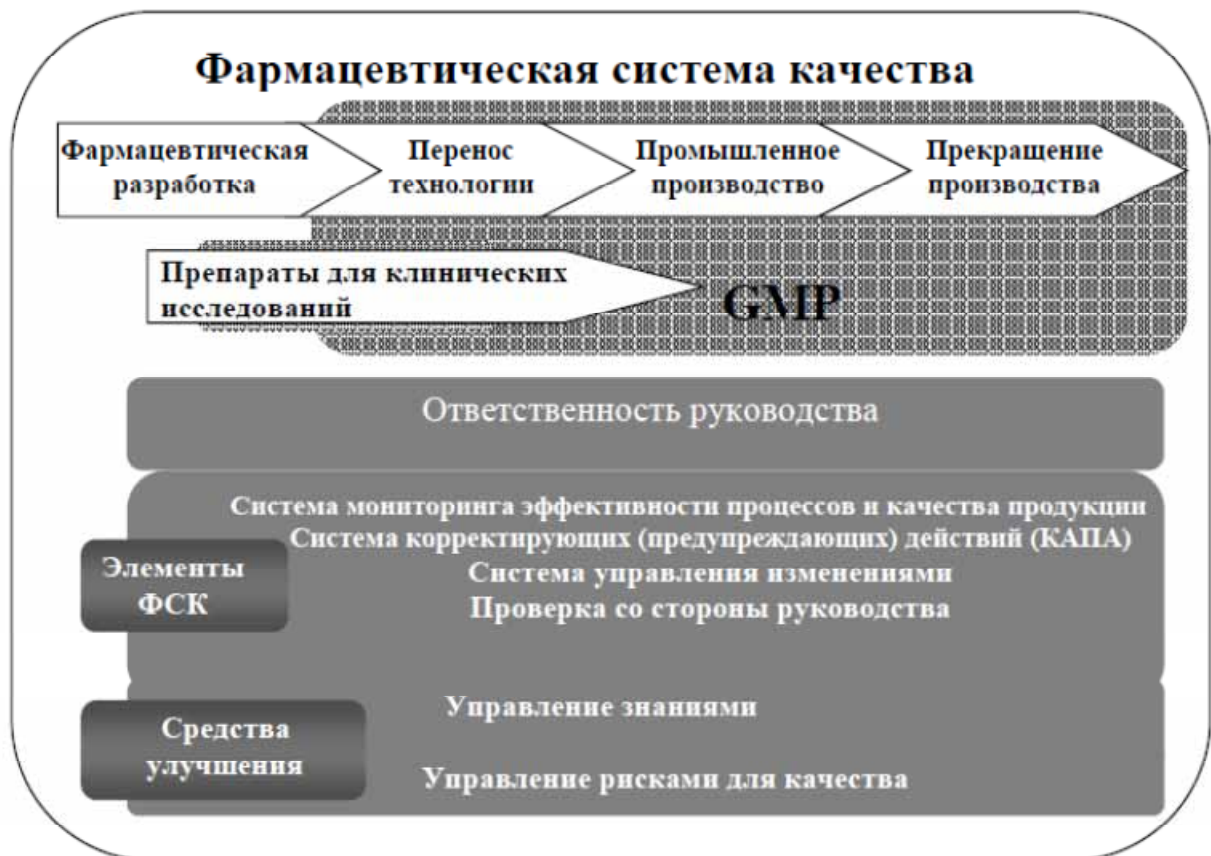 Фармацевтическая система качества
Фармацевтическая
разработка
Перенос
технологии
Промышленное
производство
Прекращение
производства
Препараты для клинических
исследований
GMP
Ответственность руководства
Система мониторинга эффективности процессов и качества продукции
Система корректирующих (предупреждающих) действий (КАПА)
Система управления изменениями
Проверка со стороны руководства
Элементы
ФСК
Управление знаниями
Средства
улучшения
Управление рисками для качества